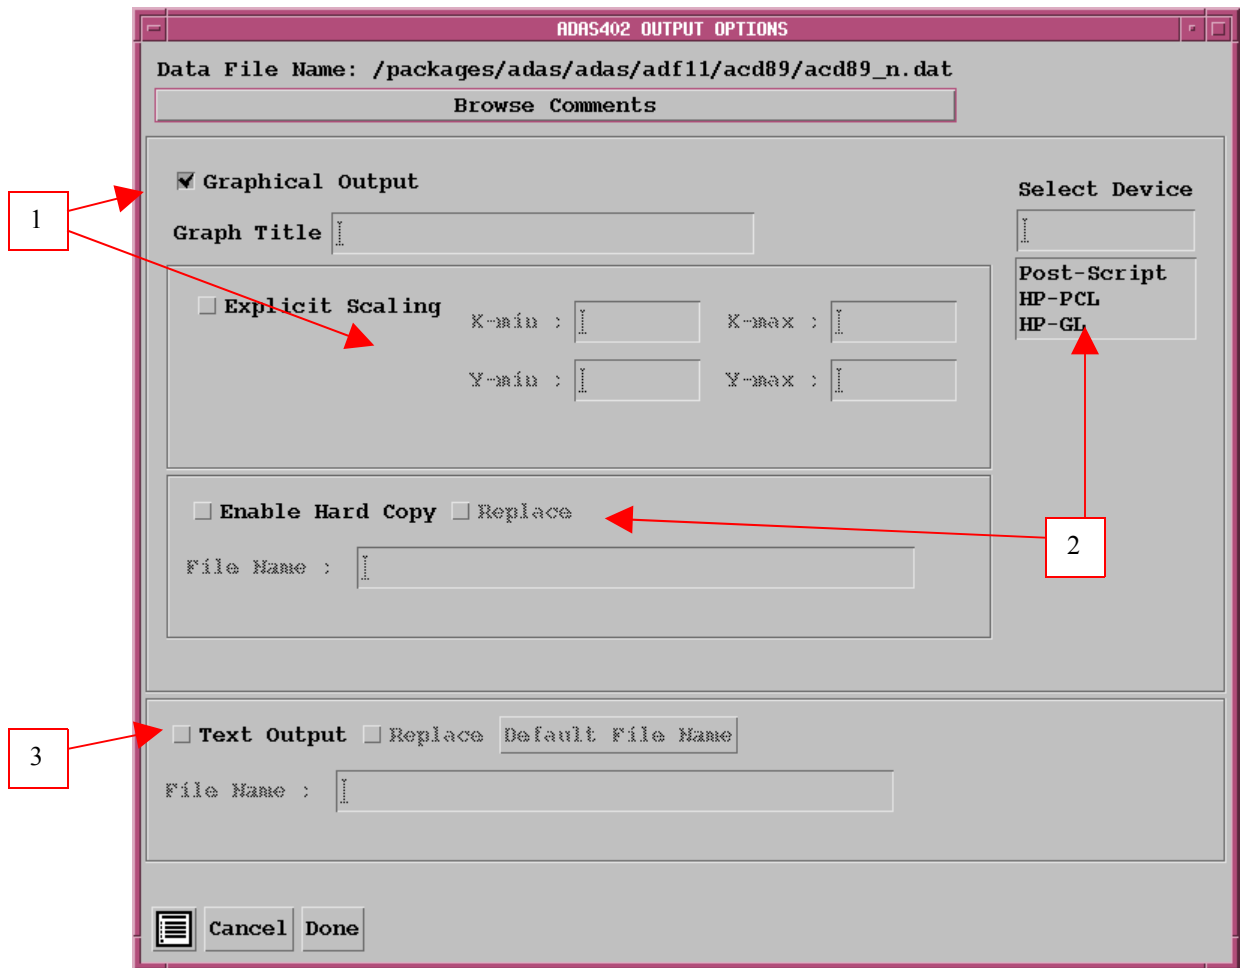 ADAS402 OUTPUT OPTIONS
Data File Name: /packages/adas/adas/adf11/acd89/acd89_n.dat
Browse Comments
1
Graphical Output
Graph Title
Select Device
Post-Script
HP-PCL
HP-GL
Explicit Scaling
X-min :
X-max :
Y-min :
Y-max :
2
Enable Hard Copy
Replace
File Name :
3
Text Output
Replace
Default File Name
File Name :
Cancel
Done